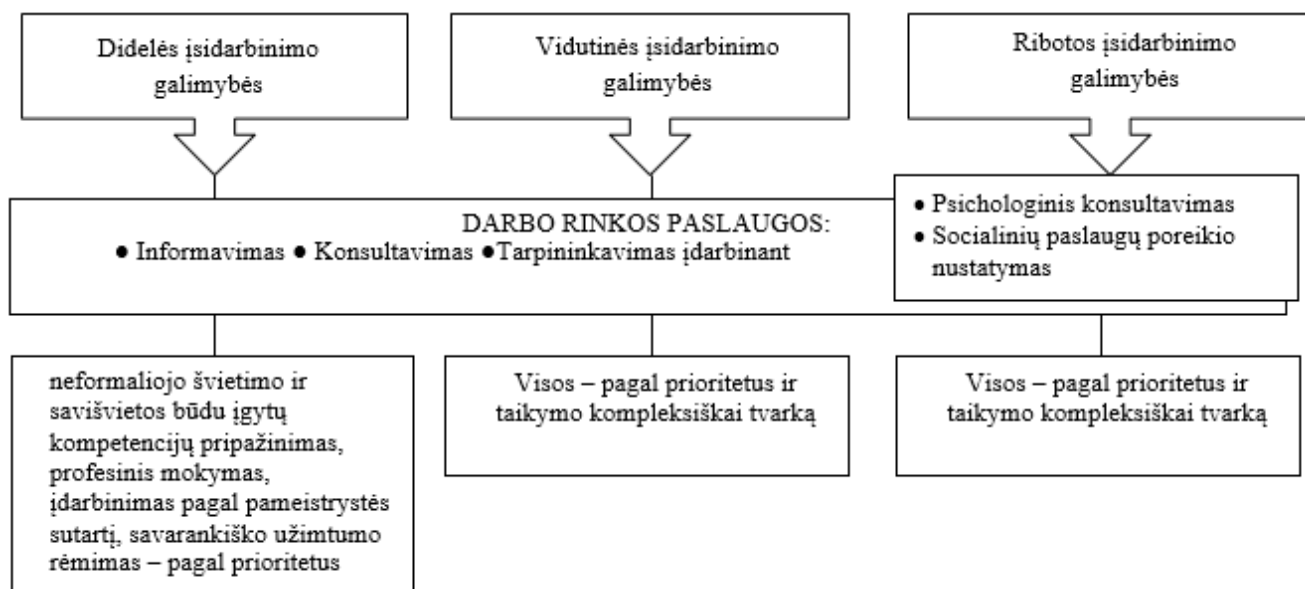 Didelės įsidarbinimo
galimybės
Vidutinės įsidarbinimo
galimybės
Ribotos įsidarbinimo
galimybės
DARBO RINKOS PASLAUGOS:
● Informavimas ● Konsultavimas ●Tarpininkavimas įdarbinant
● Psichologinis konsultavimas
● Socialinių paslaugų poreikio
nustatymas
neformaliojo švietimo ir
savišvietos būdu įgytų
kompetencijų pripažinimas,
profesinis mokymas,
įdarbinimas pagal pameistrystės
sutartį, savarankiško užimtumo
rėmimas – pagal prioritetus
Visos – pagal prioritetus ir
taikymo kompleksiškai tvarką
Visos – pagal prioritetus ir
taikymo kompleksiškai tvarką